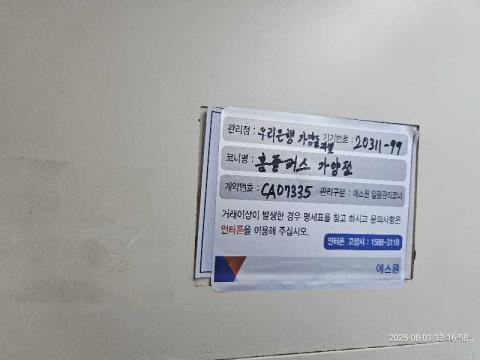 관리점 : 우리은행 가양동지점 기기번호 : 20311-99
코너명 : 홈플러스 가양점
계약번호 : CA07335 관리구분 : 에스원 일괄관리코너
거래이상이 발생한 경우 명세표를 참고 하시고 문의사항은
인터폰을 이용해 주십시오.
인터폰 고장시 : 1588-3118
에스원
2025-08-01 13:16:58